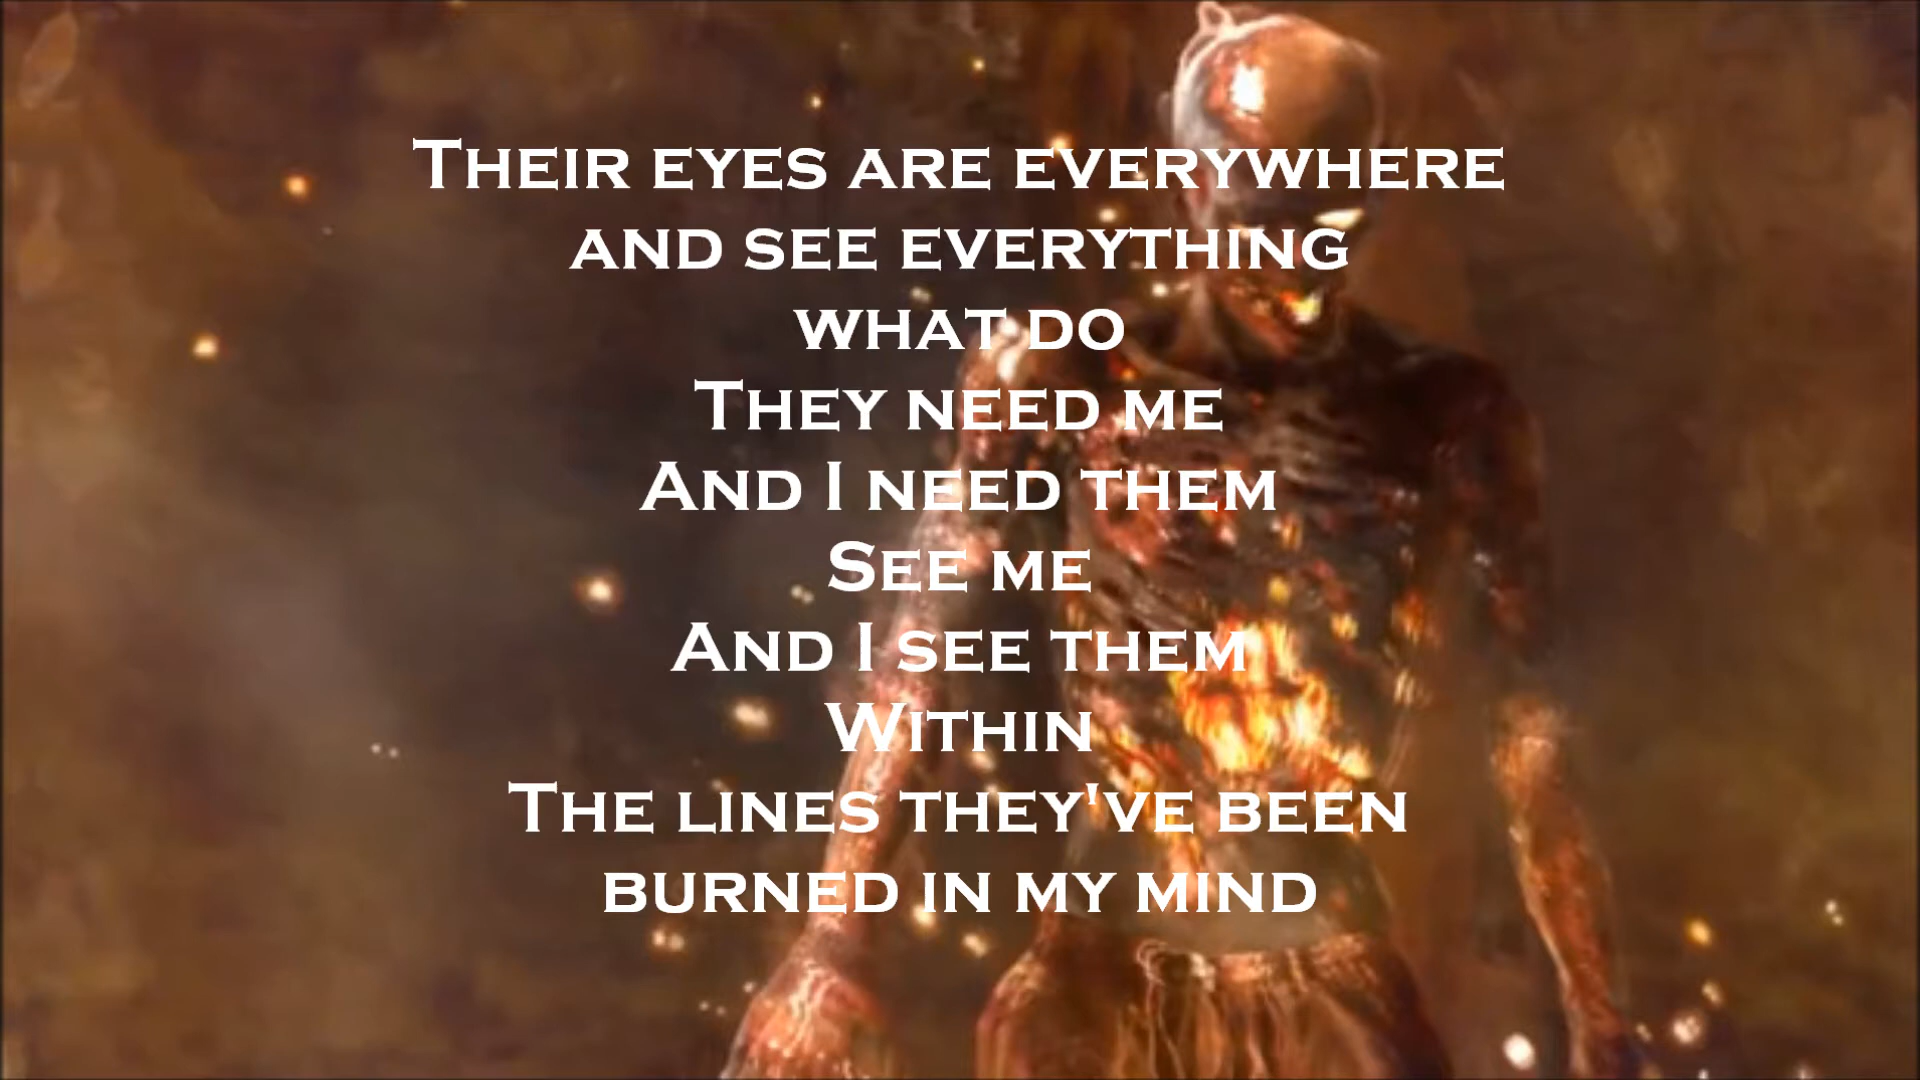 Their eyes are everywhere
and see everything
what do
They need me
And I need them
See me
And I see them
Within
The lines they've been
burned in my mind